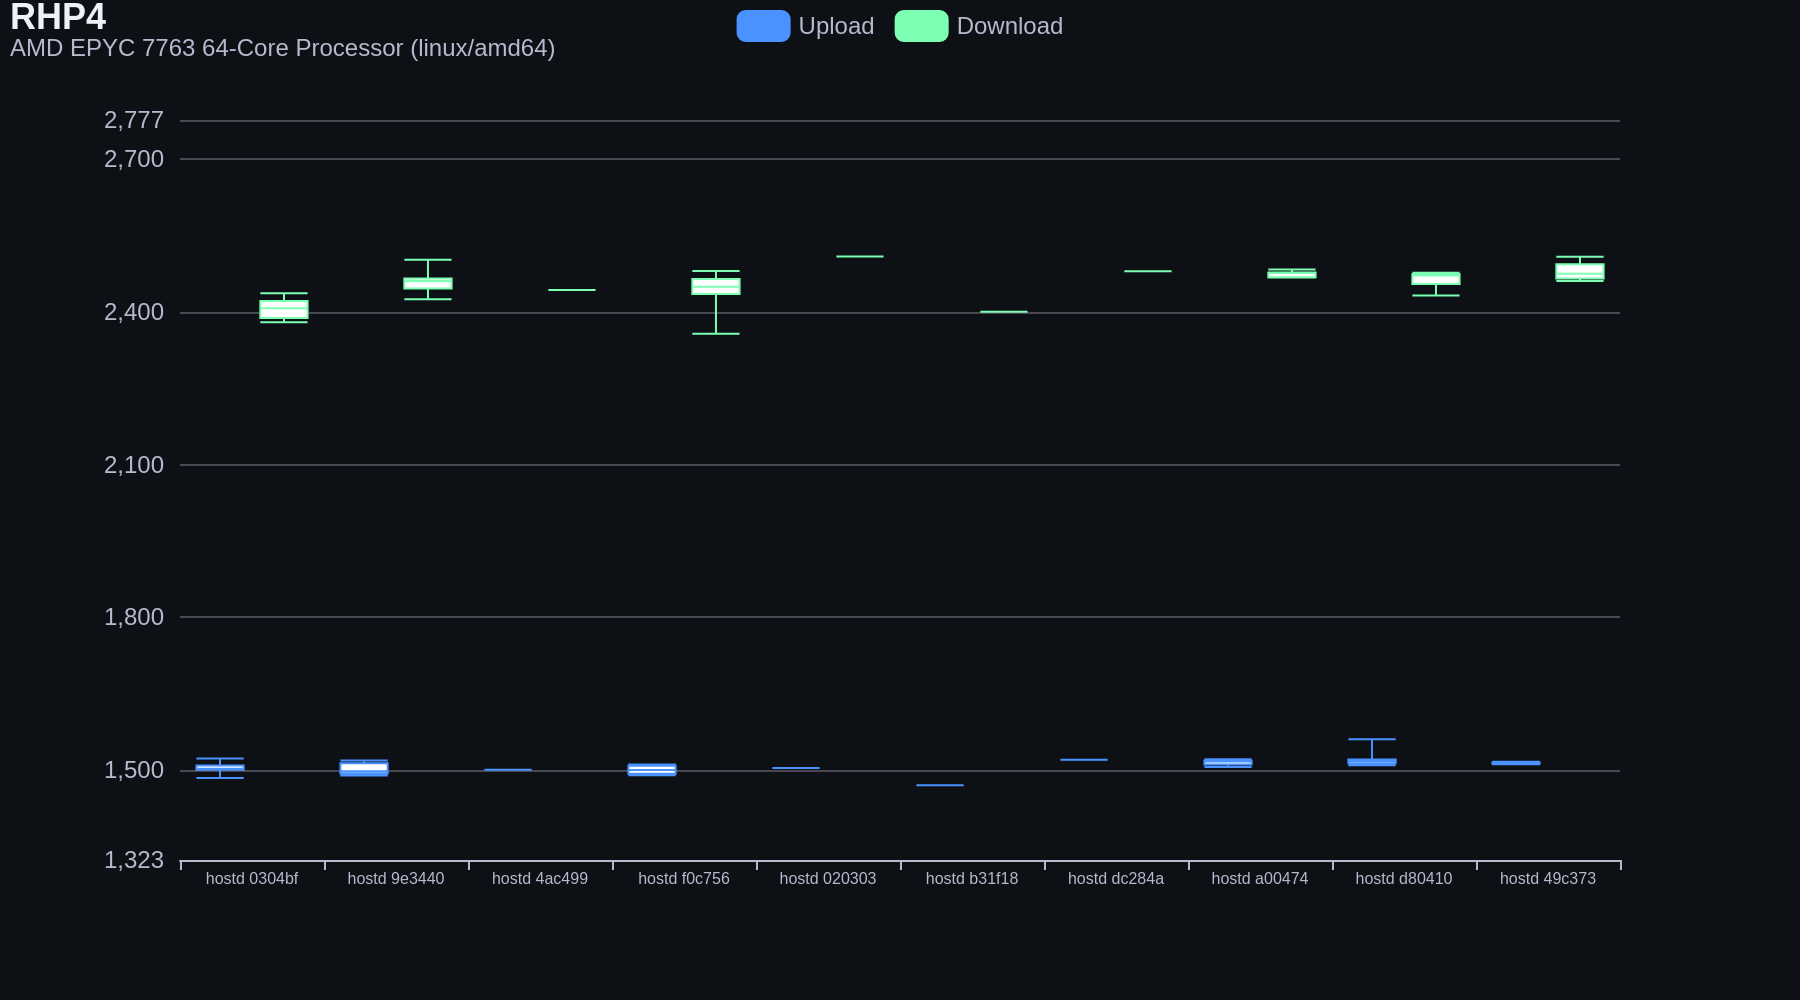 RHP4
AMD EPYC 7763 64-Core Processor (linux/amd64)
Upload Download
2,777
2,700
2,400
2,100
1,800
1,500
1,323
hostd 0304bf hostd 9e3440 hostd 4ac499 hostd f0c756 hostd 020303 hostd b31f18 hostd dc284a hostd a00474 hostd d80410 hostd 49c373